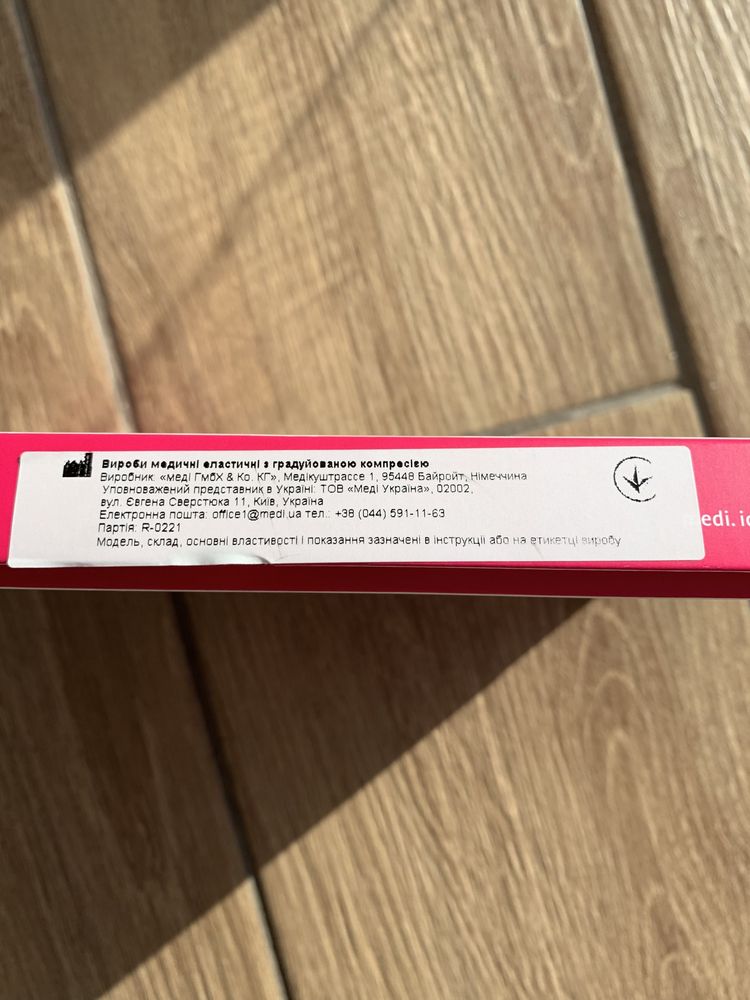 Вироби медичні еластичні з градуйованою компресією
Виробник: «меді ГмбХ & Ко. КГ», Медікуштрассе 1, 95448 Байройт, Німеччина
Уповноважений представник в Україні: ТОВ «Меді Україна», 02002,
вул. Євгена Сверстюка 11, Київ, Україна
Електронна пошта: office1@medi.ua тел.: +38 (044) 591-11-63
Партія: R-0221
Модель, склад, основні властивості і показання зазначені в інструкції або на етикетці виробу
medi.